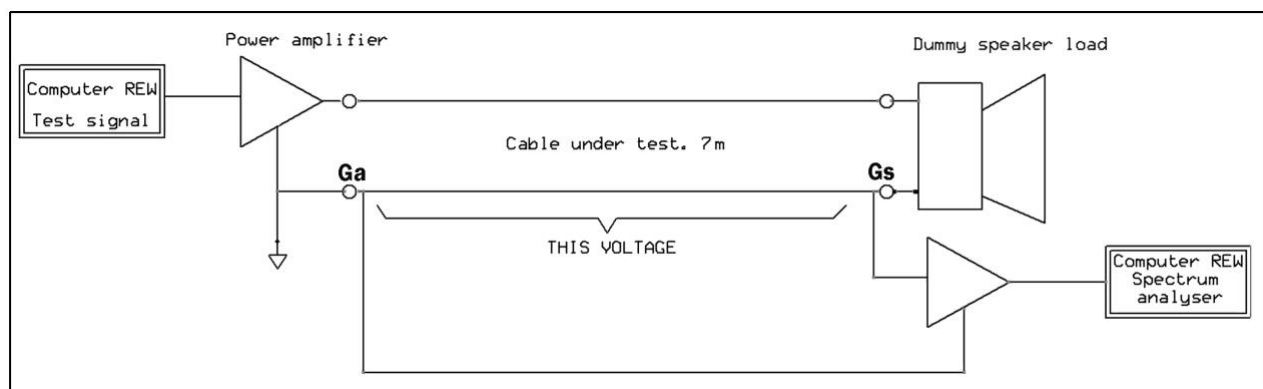 Power amplifier
Dummy speaker load
Computer REW
Test signal
Cable under test. 7m
Ga
Gs
THIS VOLTAGE
Computer REW
Spectrum
analyser